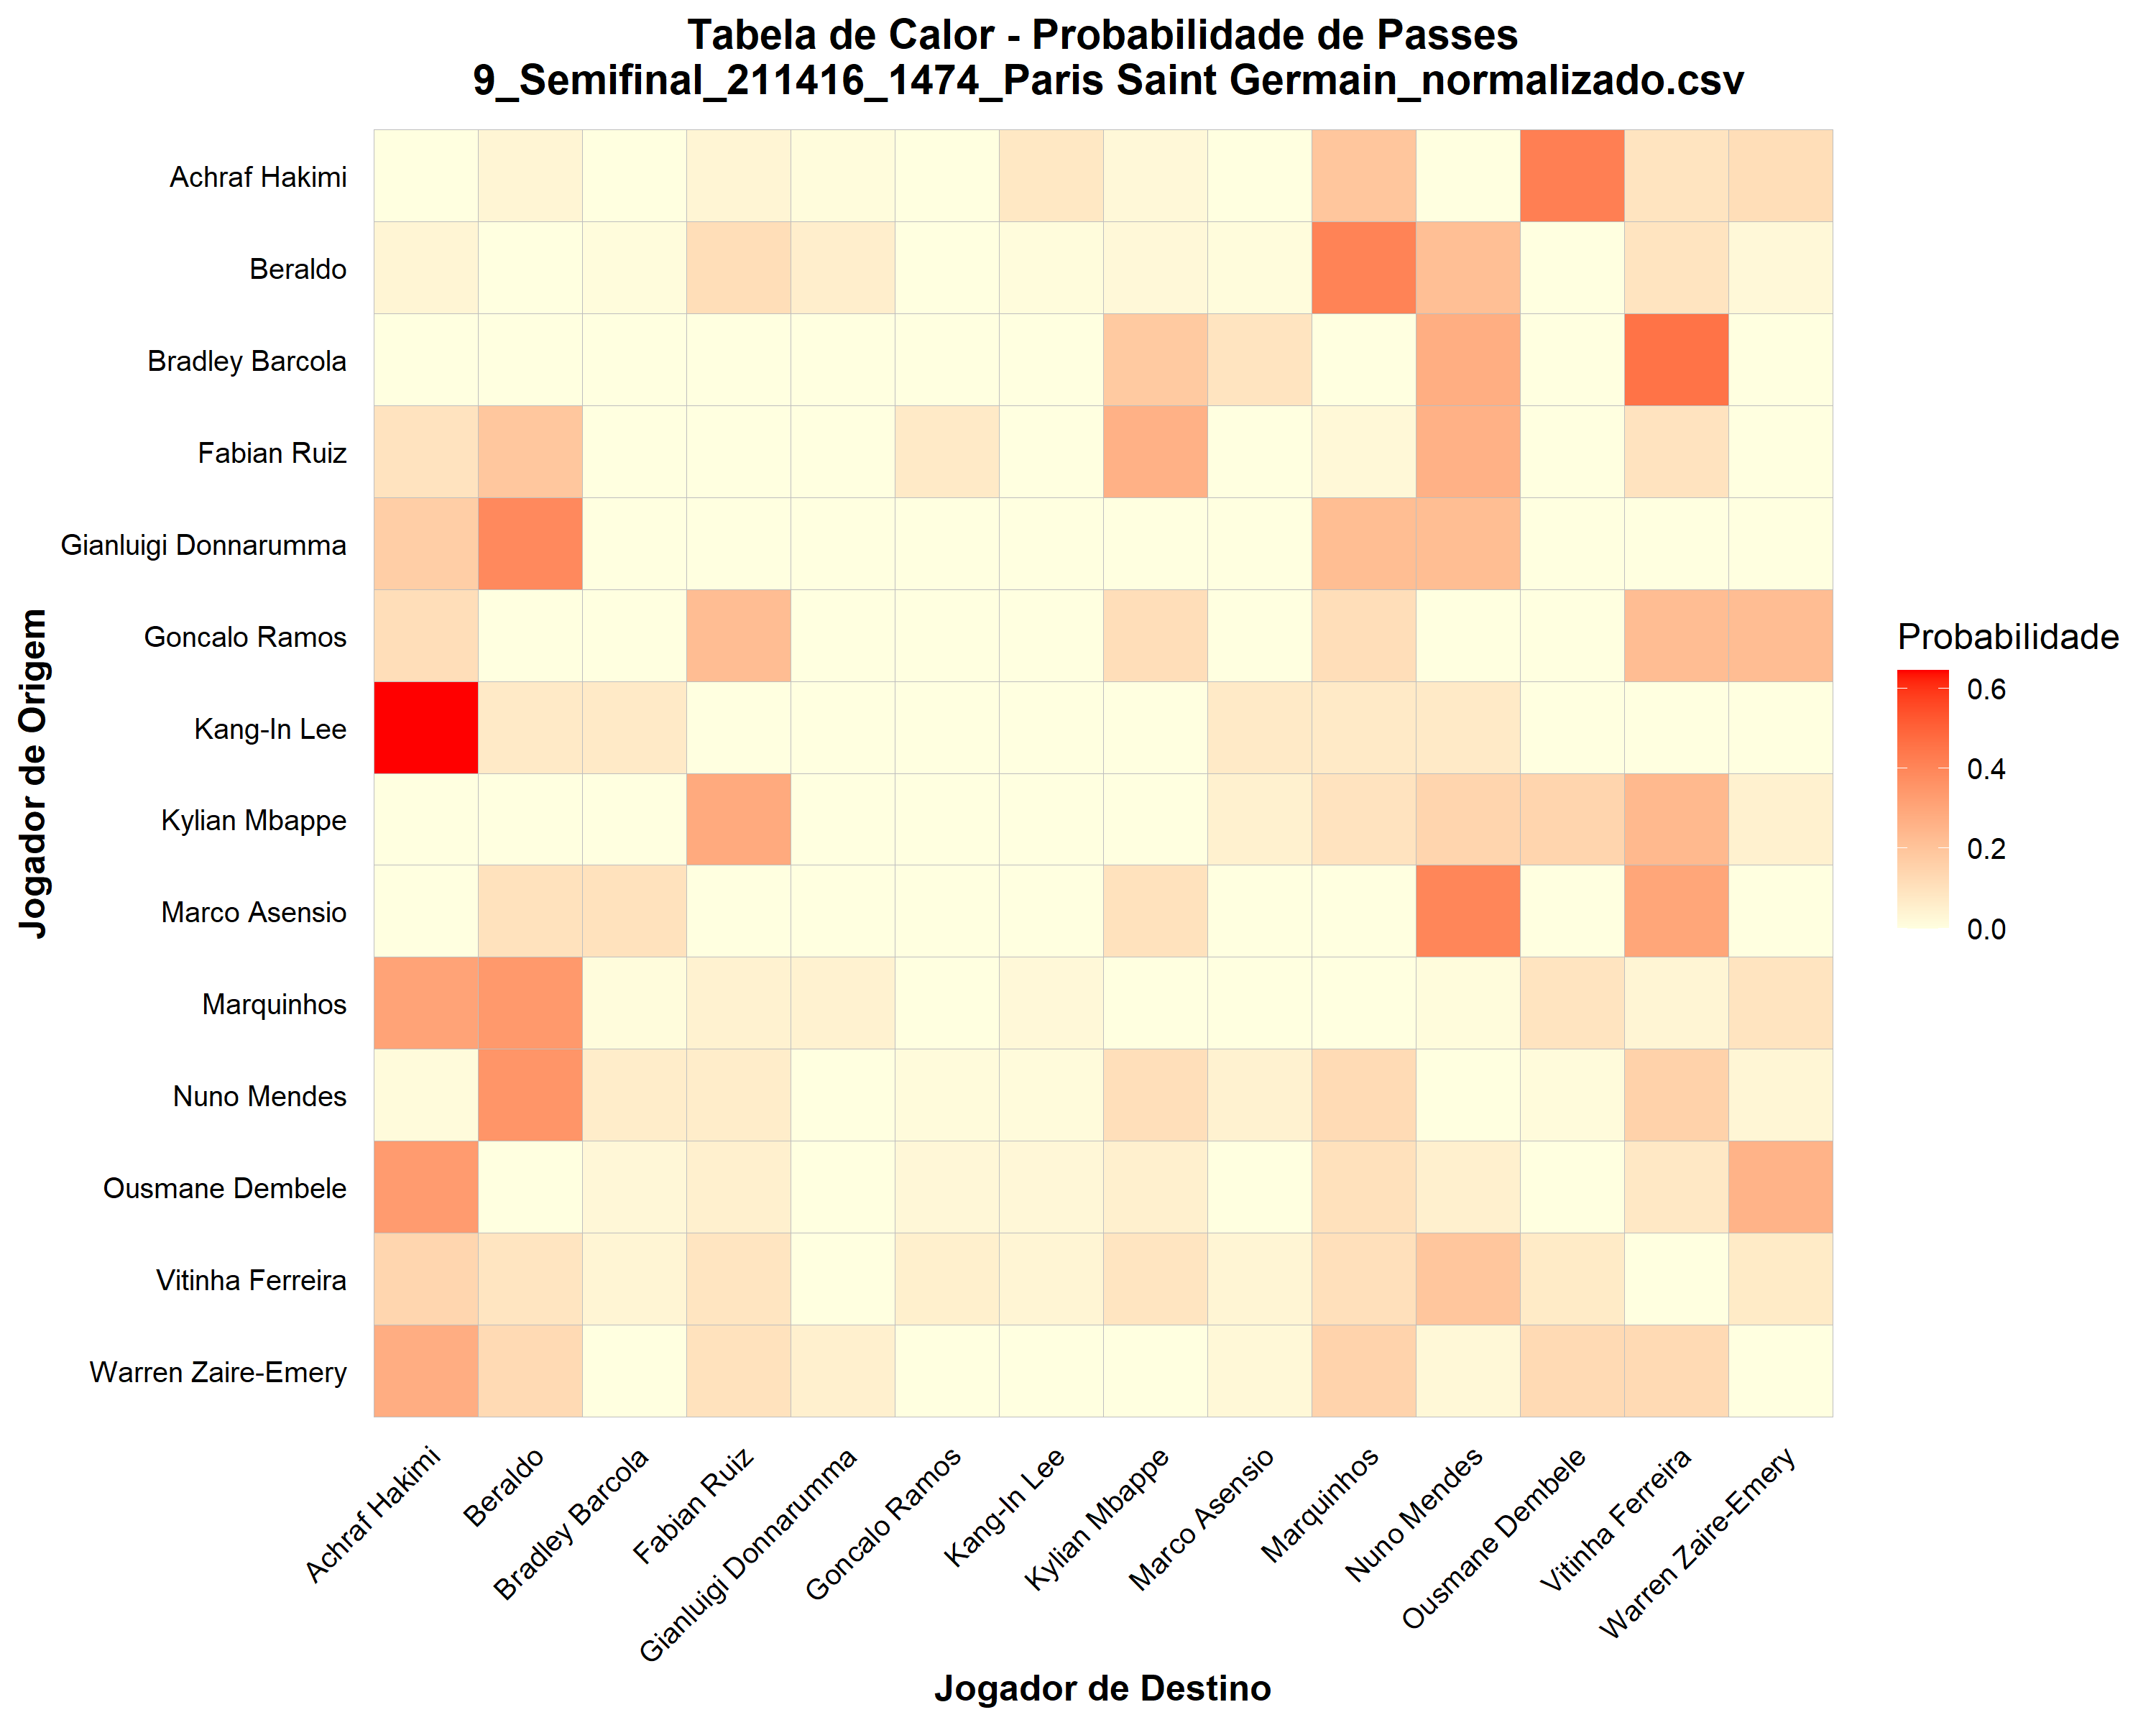 Tabela de Calor - Probabilidade de Passes
9_Semifinal_211416_1474_Paris Saint Germain_normalizado.csv
Jogador de Origem
Achraf Hakimi
Beraldo
Bradley Barcola
Fabian Ruiz
Gianluigi Donnarumma
Goncalo Ramos
Kang-In Lee
Kylian Mbappe
Marco Asensio
Marquinhos
Nuno Mendes
Ousmane Dembele
Vitinha Ferreira
Warren Zaire-Emery
Achraf Hakimi
Beraldo
Bradley Barcola
Fabian Ruiz
Gianluigi Donnarumma
Goncalo Ramos
Kang-In Lee
Kylian Mbappe
Marco Asensio
Marquinhos
Nuno Mendes
Ousmane Dembele
Vitinha Ferreira
Warren Zaire-Emery
Jogador de Destino
Probabilidade
0.6
0.4
0.2
0.0